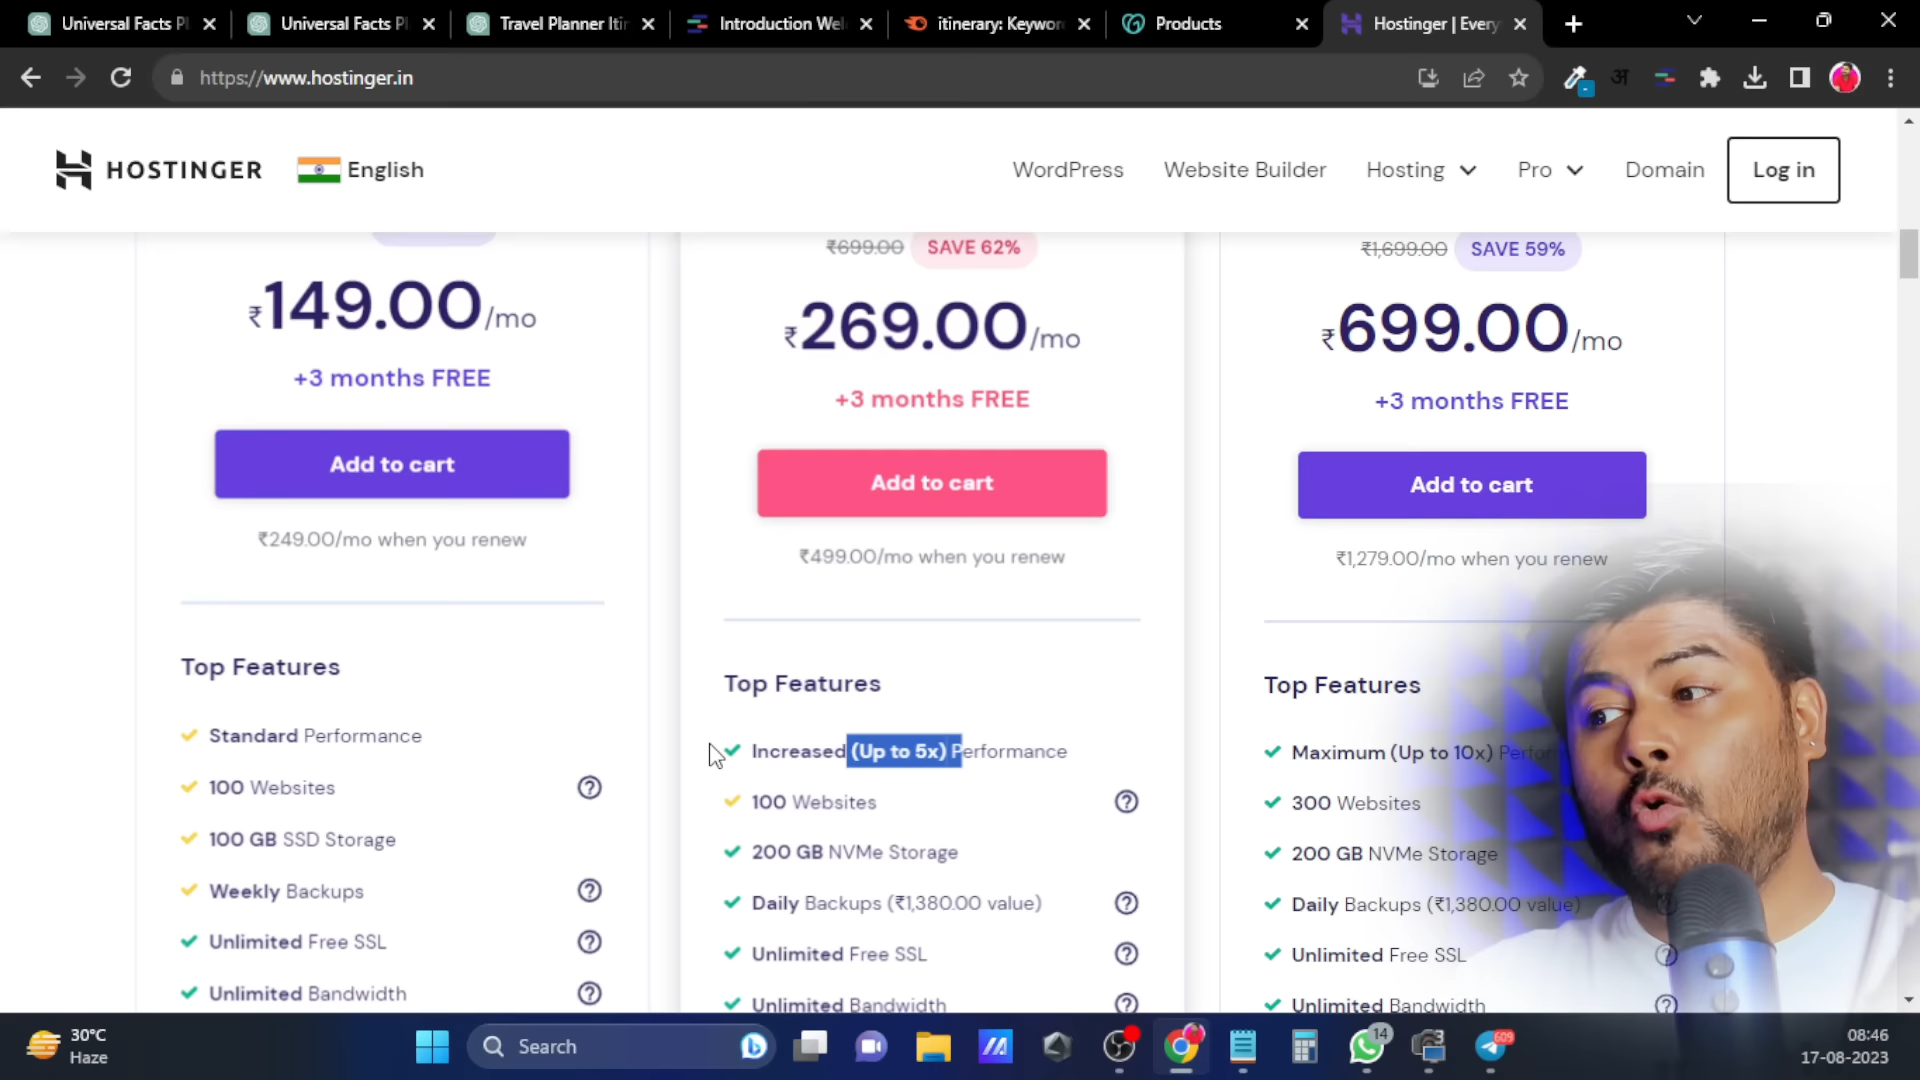 Universal Facts Pl
Universal Facts Pl
Travel Planner Itin
Introduction Wel
itinerary: Keywor
Products
Hostinger | Every
https://www.hostinger.in
अ
HOSTINGER
English
WordPress
Website Builder
Hosting
Pro
Domain
Log in
₹149.00/mo
+3 months FREE
Add to cart
₹249.00/mo when you renew
Top Features
Standard Performance
100 Websites
100 GB SSD Storage
Weekly Backups
Unlimited Free SSL
Unlimited Bandwidth
₹699.00 SAVE 62%
₹269.00/mo
+3 months FREE
Add to cart
₹499.00/mo when you renew
Top Features
Increased (Up to 5x) Performance
100 Websites
200 GB NVMe Storage
Daily Backups (₹1,380.00 value)
Unlimited Free SSL
Unlimited Bandwidth
₹1,699.00 SAVE 59%
₹699.00/mo
+3 months FREE
Add to cart
₹1,279.00/mo when you renew
Top Features
Maximum (Up to 10x)
300 Websites
200 GB NVMe Storage
Daily Backups (₹1,380.00 value)
Unlimited Free SSL
Unlimited Bandwidth
30°C
Haze
Search
14
609
08:46
17-08-2023